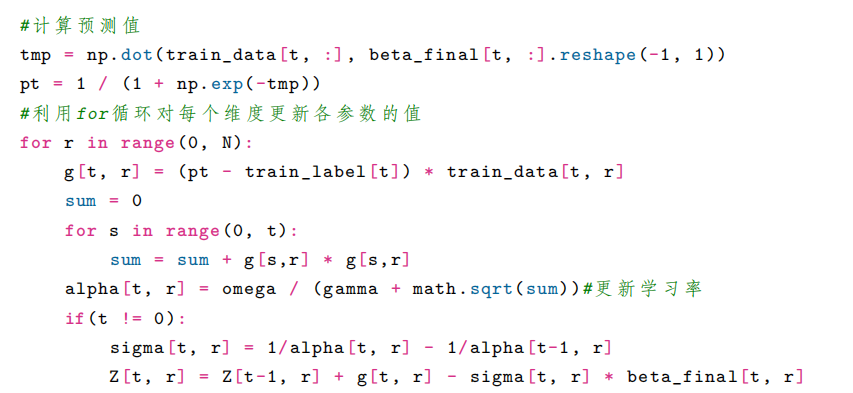 #计算预测值
tmp = np.dot(train_data[t, :], beta_final[t, :].reshape(-1, 1))
pt = 1 / (1 + np.exp(-tmp))
#利用for循环对每个维度更新各参数的值
for r in range(0, N):
    g[t, r] = (pt - train_label[t]) * train_data[t, r]
    sum = 0
    for s in range(0, t):
        sum = sum + g[s,r] * g[s,r]
    alpha[t, r] = omega / (gamma + math.sqrt(sum))#更新学习率
    if(t != 0):
        sigma[t, r] = 1/alpha[t, r] - 1/alpha[t-1, r]
        Z[t, r] = Z[t-1, r] + g[t, r] - sigma[t, r] * beta_final[t, r]